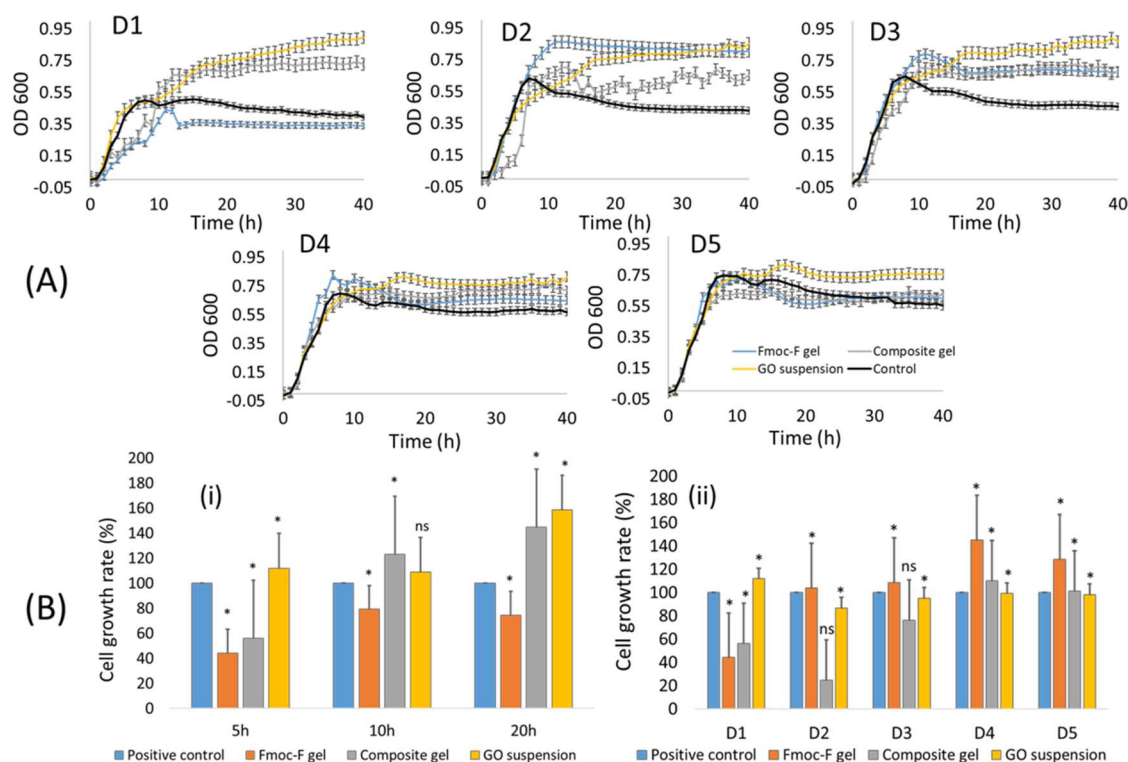 D1
D2
D3
0.95
0.75
0.55
0.35
0.15
-0.05
OD 600
0 10 20 30 40
Time (h)
0.95
0.75
0.55
0.35
0.15
-0.05
OD 600
0 10 20 30 40
Time (h)
0.95
0.75
0.55
0.35
0.15
-0.05
OD 600
0 10 20 30 40
Time (h)
(A)
D4
D5
0.95
0.75
0.55
0.35
0.15
-0.05
OD 600
0 10 20 30 40
Time (h)
0.95
0.75
0.55
0.35
0.15
-0.05
OD 600
Fmoc-F gel Composite gel
GO suspension Control
0 10 20 30 40
Time (h)
(B)
(i)
200
180
160
140
120
100
80
60
40
20
0
Cell growth rate (%)
* * * * * ns * * *
5h 10h 20h
Positive control Fmoc-F gel Composite gel GO suspension
(ii)
200
180
160
140
120
100
80
60
40
20
0
Cell growth rate (%)
* * * * ns * * ns * * * * * * *
D1 D2 D3 D4 D5
Positive control Fmoc-F gel Composite gel GO suspension